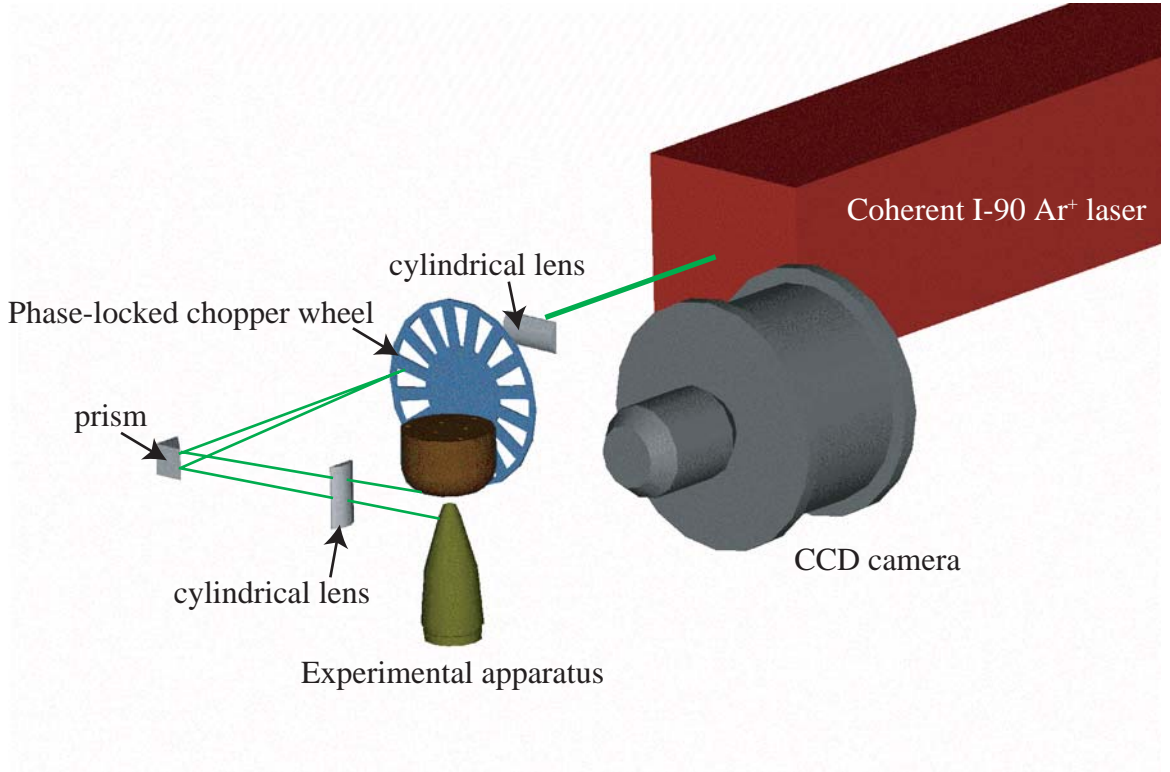 Coherent I-90 Ar⁺ laser
cylindrical lens
Phase-locked chopper wheel
prism
CCD camera
cylindrical lens
Experimental apparatus